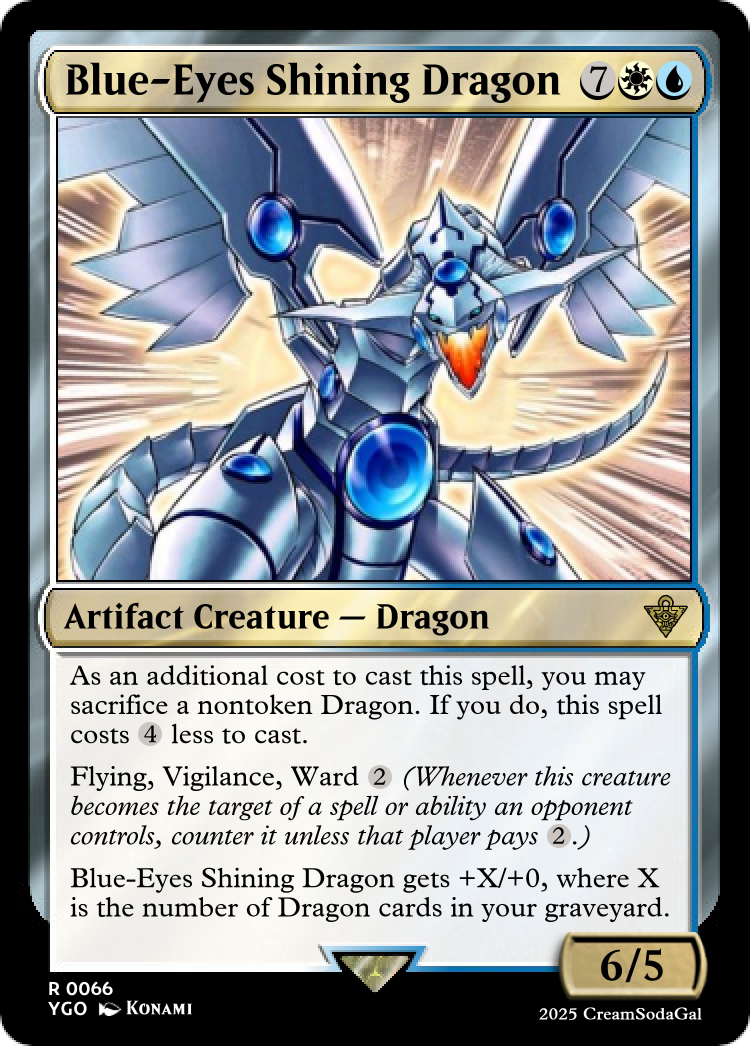 Blue-Eyes Shining Dragon 7
Artifact Creature — Dragon
As an additional cost to cast this spell, you may
sacrifice a nontoken Dragon. If you do, this spell
costs 4 less to cast.
Flying, Vigilance, Ward 2 (Whenever this creature
becomes the target of a spell or ability an opponent
controls, counter it unless that player pays 2.)
Blue-Eyes Shining Dragon gets +X/+0, where X
is the number of Dragon cards in your graveyard.
6/5
R 0066
YGO KONAMI
2025 CreamSodaGal